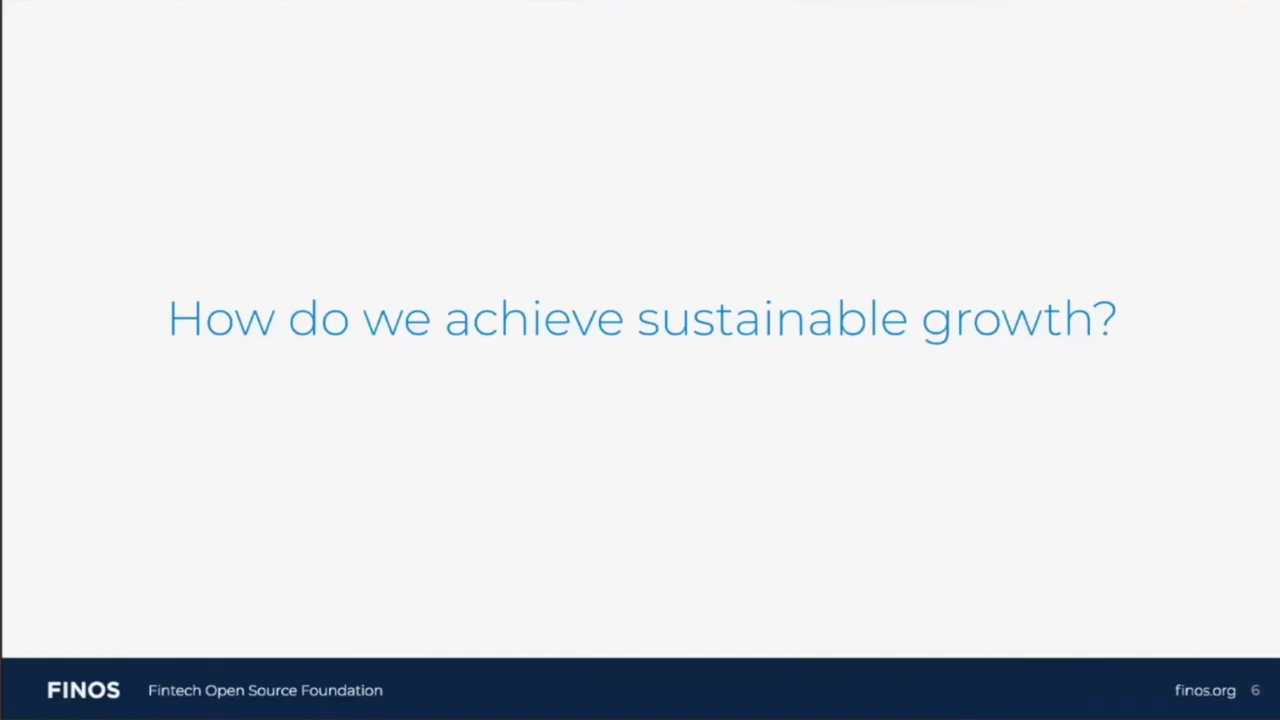 How do we achieve sustainable growth?
FINOS Fintech Open Source Foundation finos.org 6